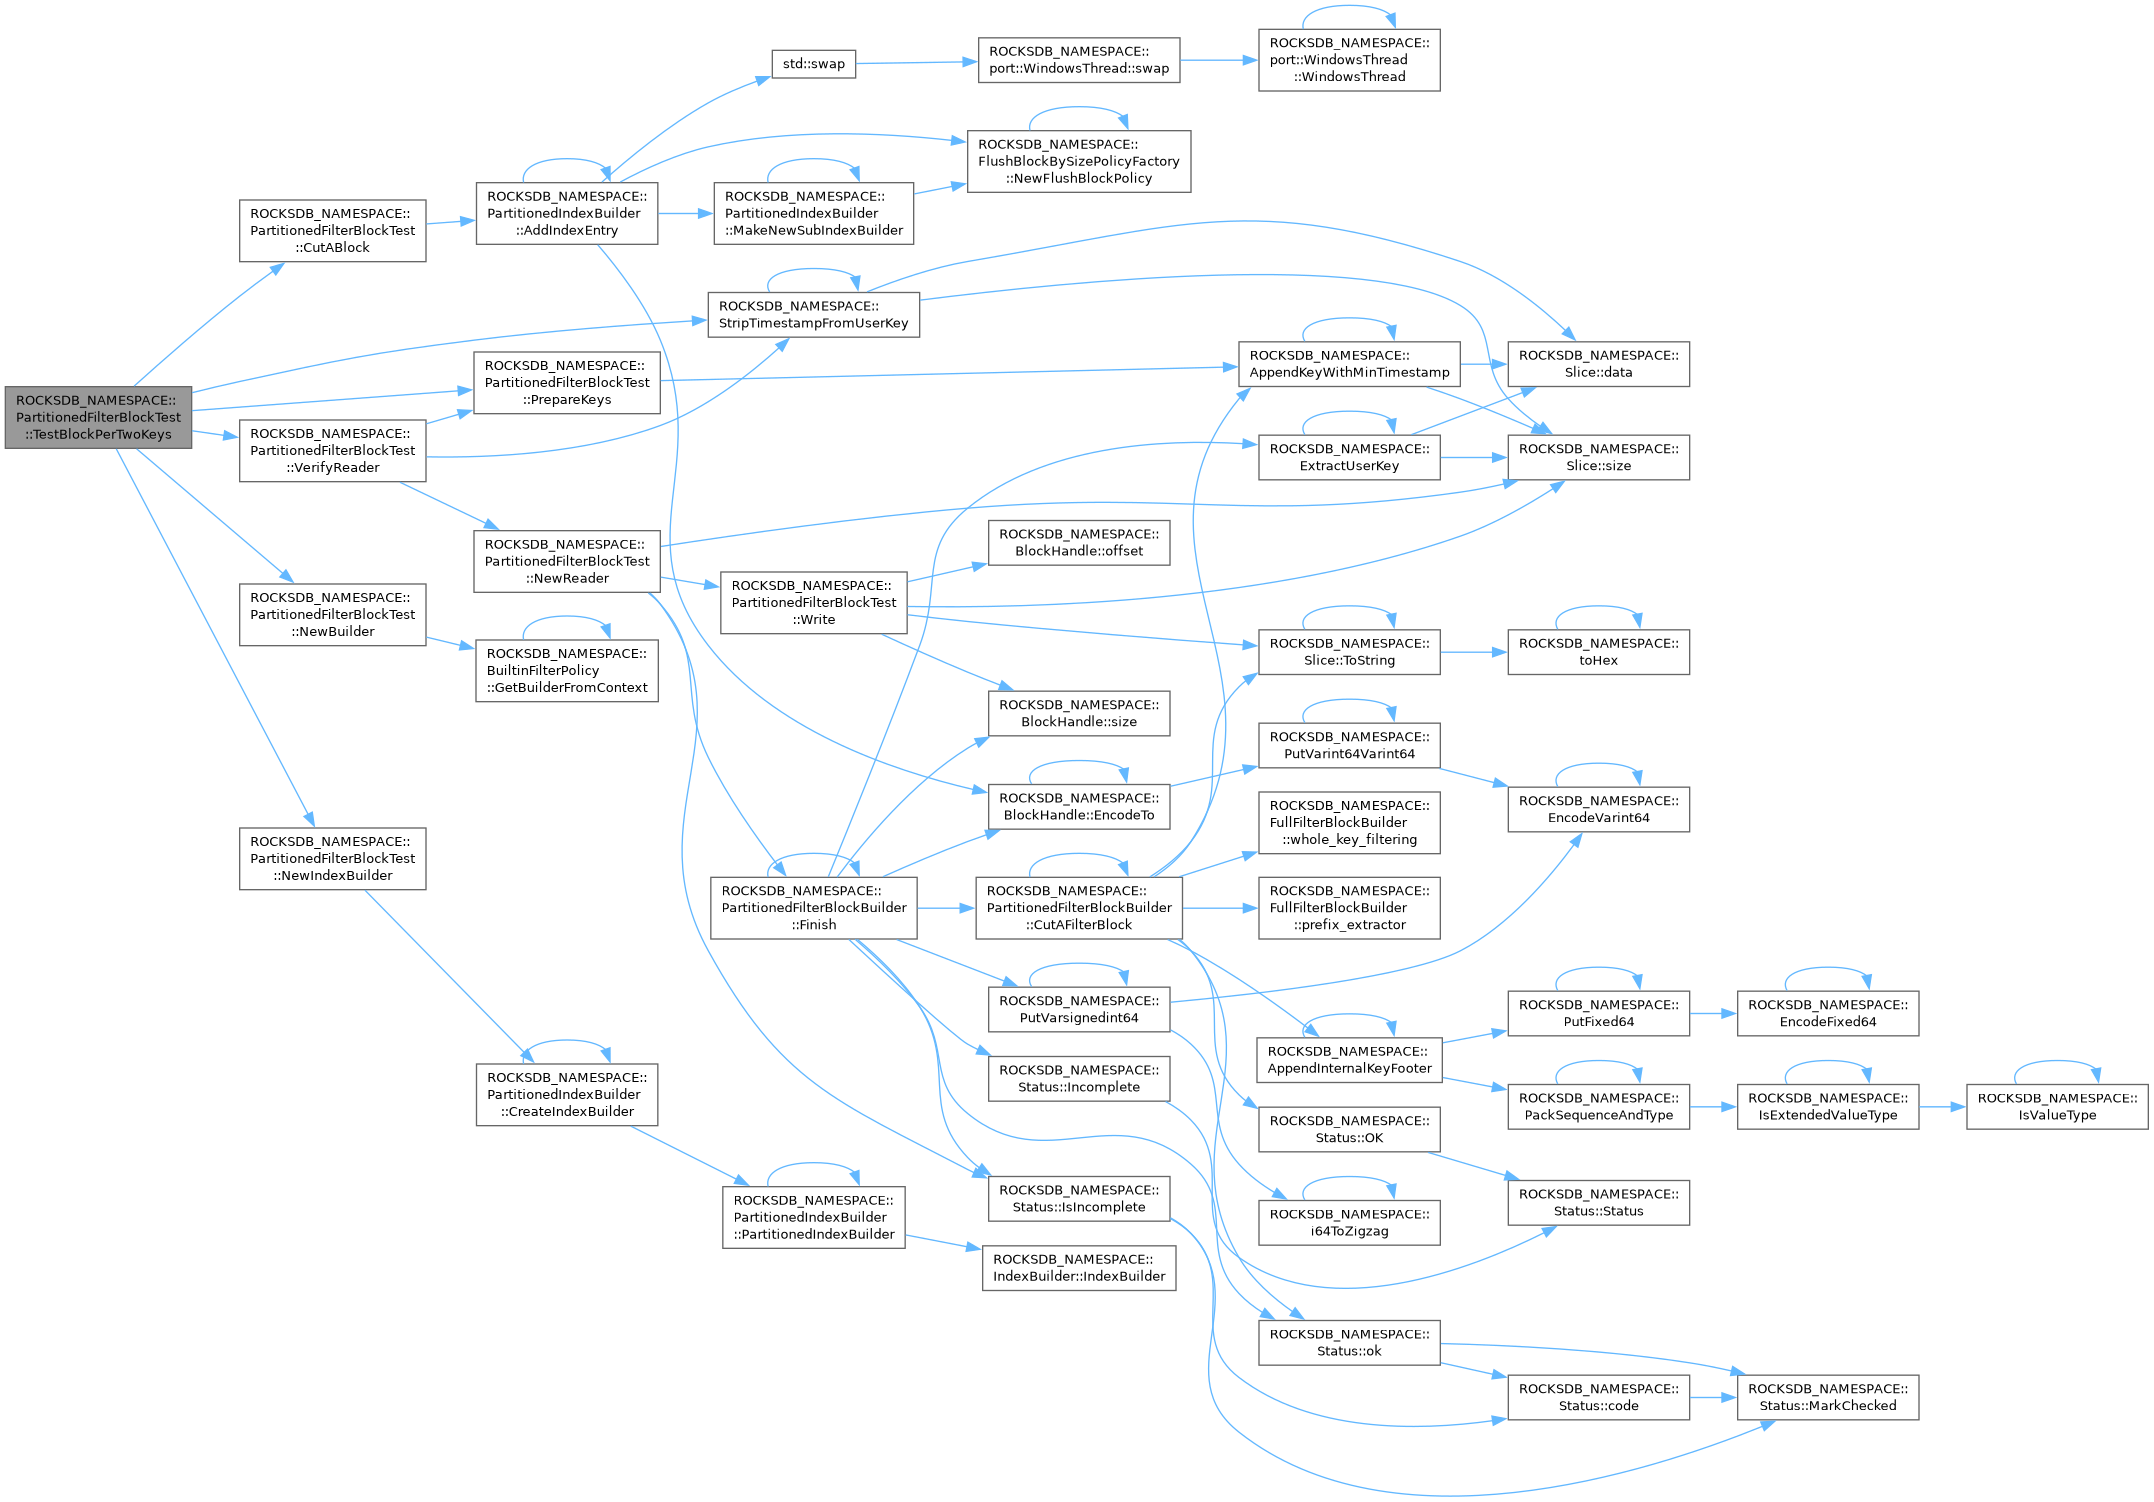 ROCKSDB_NAMESPACE::
PartitionedFilterBlockTest
::TestBlockPerTwoKeys
ROCKSDB_NAMESPACE::
PartitionedFilterBlockTest
::CutABlock
ROCKSDB_NAMESPACE::
PartitionedFilterBlockTest
::VerifyReader
ROCKSDB_NAMESPACE::
PartitionedFilterBlockTest
::NewBuilder
ROCKSDB_NAMESPACE::
PartitionedFilterBlockTest
::NewIndexBuilder
ROCKSDB_NAMESPACE::
PartitionedIndexBuilder
::AddIndexEntry
ROCKSDB_NAMESPACE::
PartitionedFilterBlockTest
::PrepareKeys
ROCKSDB_NAMESPACE::
PartitionedFilterBlockTest
::NewReader
ROCKSDB_NAMESPACE::
BuiltinFilterPolicy
::GetBuilderFromContext
ROCKSDB_NAMESPACE::
PartitionedIndexBuilder
::CreateIndexBuilder
std::swap
ROCKSDB_NAMESPACE::
PartitionedIndexBuilder
::MakeNewSubIndexBuilder
ROCKSDB_NAMESPACE::
StripTimestampFromUserKey
ROCKSDB_NAMESPACE::
PartitionedFilterBlockTest
::Write
ROCKSDB_NAMESPACE::
PartitionedFilterBlockBuilder
::Finish
ROCKSDB_NAMESPACE::
PartitionedIndexBuilder
::PartitionedIndexBuilder
ROCKSDB_NAMESPACE::
port::WindowsThread::swap
ROCKSDB_NAMESPACE::
FlushBlockBySizePolicyFactory
::NewFlushBlockPolicy
ROCKSDB_NAMESPACE::
BlockHandle::offset
ROCKSDB_NAMESPACE::
BlockHandle::size
ROCKSDB_NAMESPACE::
BlockHandle::EncodeTo
ROCKSDB_NAMESPACE::
PartitionedFilterBlockBuilder
::CutAFilterBlock
ROCKSDB_NAMESPACE::
PutVarsignedint64
ROCKSDB_NAMESPACE::
Status::Incomplete
ROCKSDB_NAMESPACE::
Status::IsIncomplete
ROCKSDB_NAMESPACE::
IndexBuilder::IndexBuilder
ROCKSDB_NAMESPACE::
port::WindowsThread
::WindowsThread
ROCKSDB_NAMESPACE::
AppendKeyWithMinTimestamp
ROCKSDB_NAMESPACE::
ExtractUserKey
ROCKSDB_NAMESPACE::
Slice::ToString
ROCKSDB_NAMESPACE::
PutVarint64Varint64
ROCKSDB_NAMESPACE::
FullFilterBlockBuilder
::whole_key_filtering
ROCKSDB_NAMESPACE::
FullFilterBlockBuilder
::prefix_extractor
ROCKSDB_NAMESPACE::
AppendInternalKeyFooter
ROCKSDB_NAMESPACE::
Status::OK
ROCKSDB_NAMESPACE::
i64ToZigzag
ROCKSDB_NAMESPACE::
Status::ok
ROCKSDB_NAMESPACE::
Slice::data
ROCKSDB_NAMESPACE::
Slice::size
ROCKSDB_NAMESPACE::
toHex
ROCKSDB_NAMESPACE::
EncodeVarint64
ROCKSDB_NAMESPACE::
PutFixed64
ROCKSDB_NAMESPACE::
PackSequenceAndType
ROCKSDB_NAMESPACE::
Status::Status
ROCKSDB_NAMESPACE::
Status::code
ROCKSDB_NAMESPACE::
EncodeFixed64
ROCKSDB_NAMESPACE::
IsExtendedValueType
ROCKSDB_NAMESPACE::
Status::MarkChecked
ROCKSDB_NAMESPACE::
IsValueType